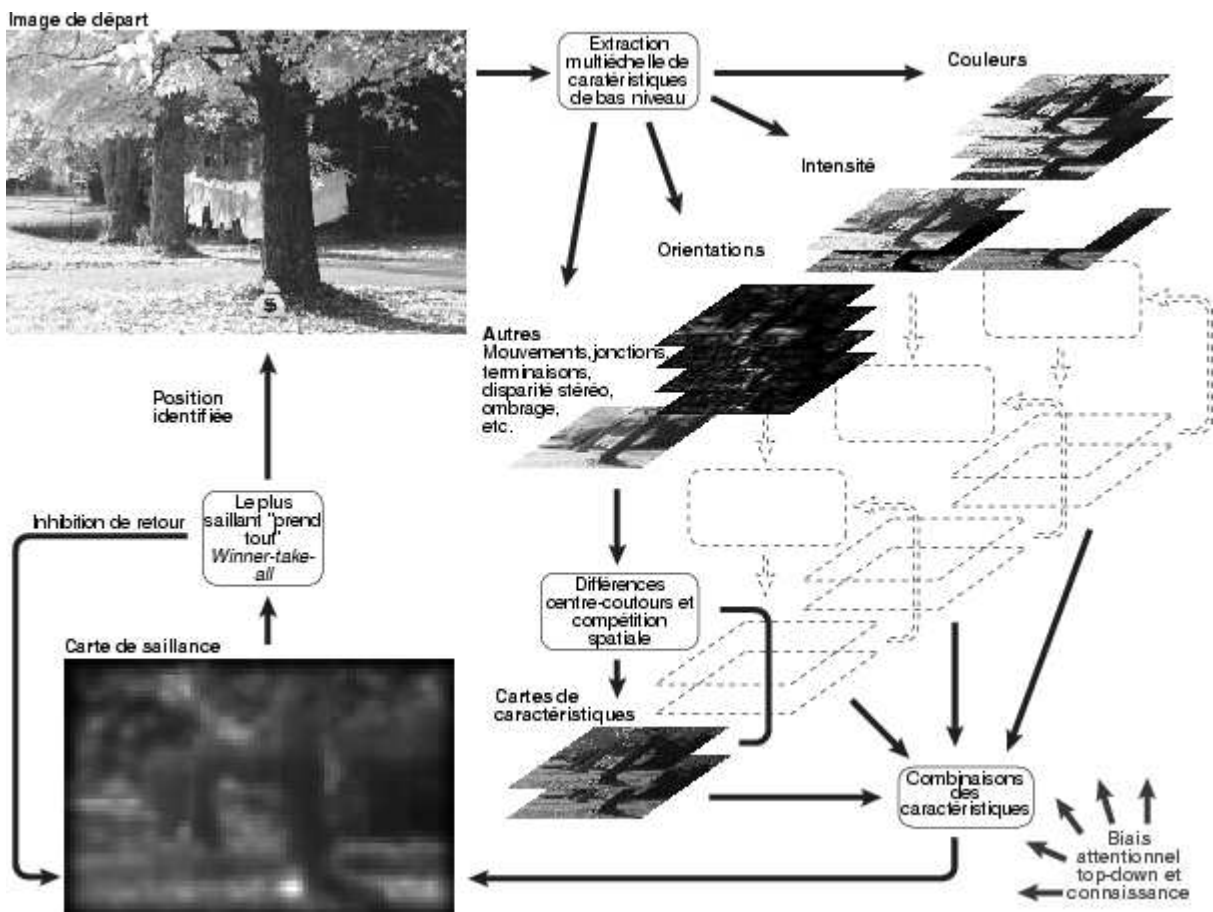 Image de départ
Extraction
multiéchelle de
caratéristiques
de bas niveau
Couleurs
Intensité
Orientations
$
Autres
Mouvements, jonctions,
terminaisons,
disparité stéréo,
ombrage,
etc.
Position
identifiée
Inhibition de retour
Le plus
saillant "prend
tout"
Winner-take-
all
Différences
centre-coutours et
compétition
spatiale
Carte de saillance
Cartes de
caractéristiques
Combinaisons
des
caractéristiques
Biais
attentionnel
top-down et
connaissance